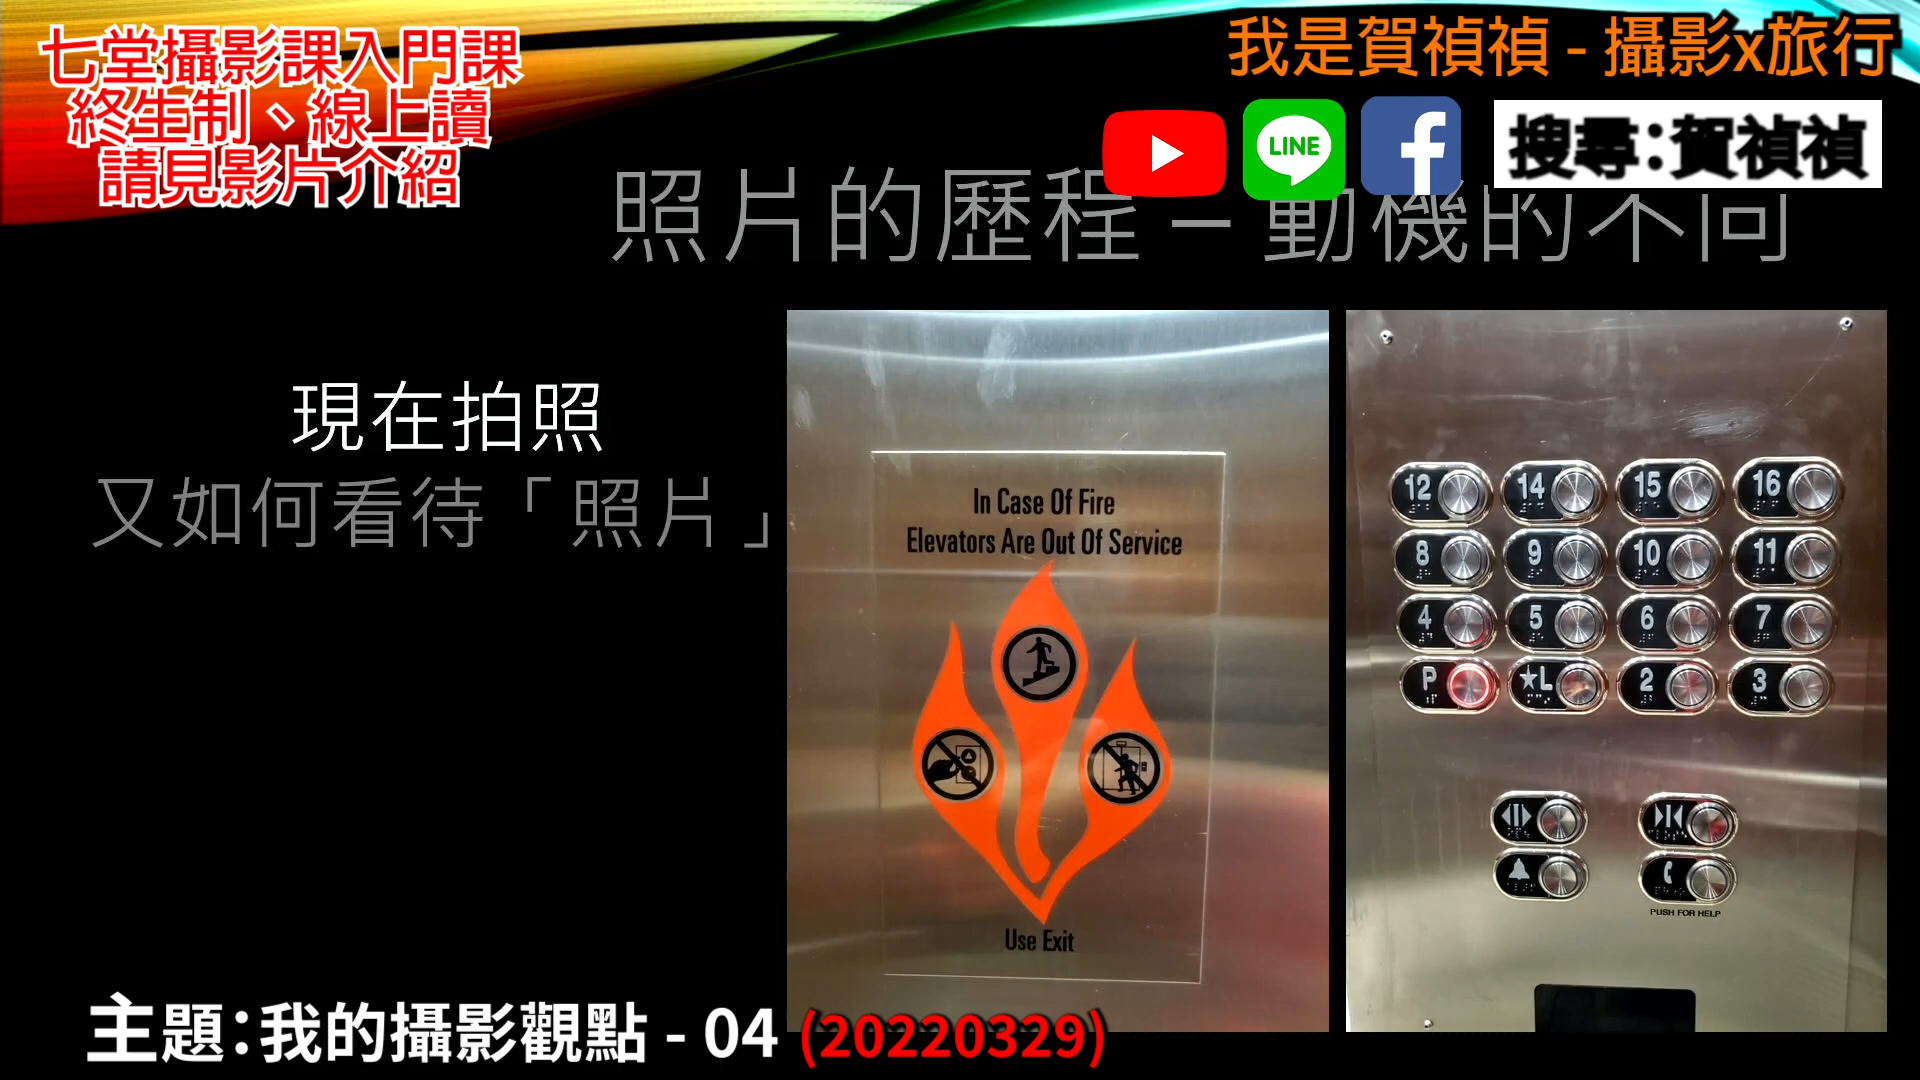 七堂攝影課入門課
終生制、線上讀
請見影片介紹
我是賀禎禎 - 攝影x旅行
LINE
搜尋:賀禎禎
照片的歷程 – 動機的不同
現在拍照
又如何看待「照片」
In Case Of Fire
Elevators Are Out Of Service
Use Exit
12 14 15 16
8 9 10 11
4 5 6 7
P ★L 2 3
PUSH FOR HELP
主題:我的攝影觀點 - 04 (20220329)